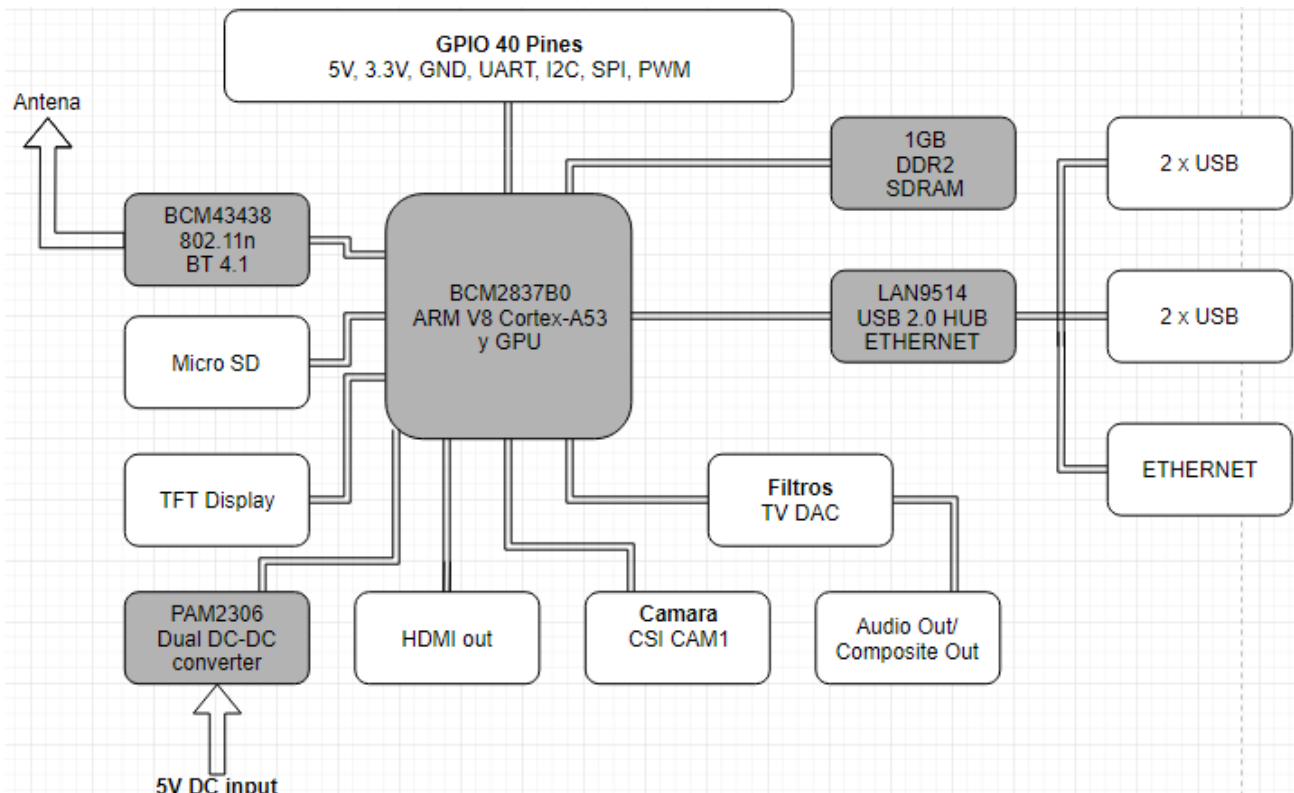 GPIO 40 Pines
5V, 3.3V, GND, UART, I2C, SPI, PWM
Antena
1GB
DDR2
SDRAM
2 x USB
BCM43438
802.11n
BT 4.1
BCM2837B0
ARM V8 Cortex-A53
y GPU
LAN9514
USB 2.0 HUB
ETHERNET
2 x USB
Micro SD
TFT Display
Filtros
TV DAC
ETHERNET
PAM2306
Dual DC-DC
converter
HDMI out
Camara
CSI CAM1
Audio Out/
Composite Out
5V DC input